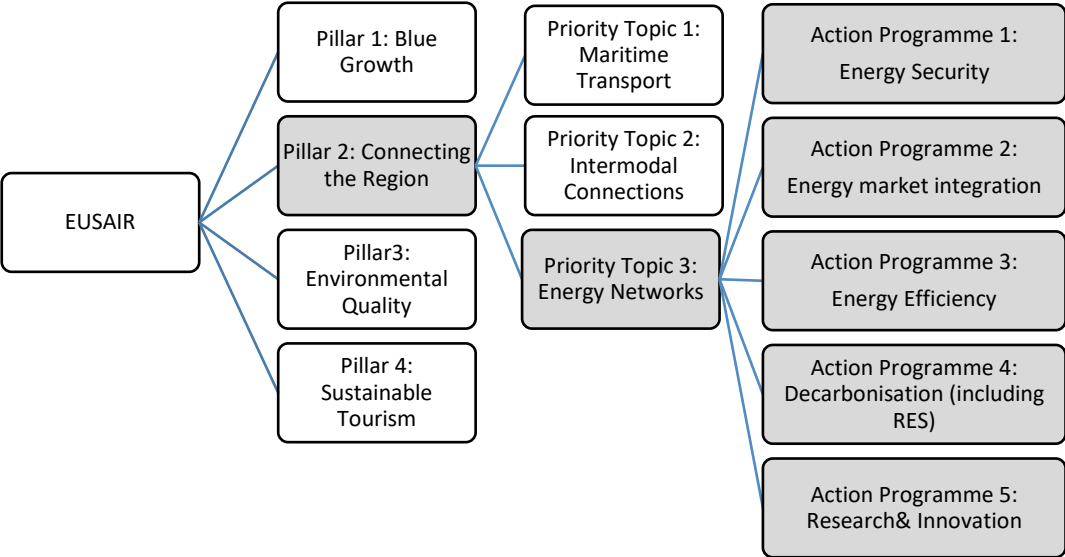 EUSAIR
Pillar 1: Blue
Growth
Pillar 2: Connecting
the Region
Pillar3:
Environmental
Quality
Pillar 4:
Sustainable
Tourism
Priority Topic 1:
Maritime
Transport
Priority Topic 2:
Intermodal
Connections
Priority Topic 3:
Energy Networks
Action Programme 1:
Energy Security
Action Programme 2:
Energy market integration
Action Programme 3:
Energy Efficiency
Action Programme 4:
Decarbonisation (including
RES)
Action Programme 5:
Research& Innovation